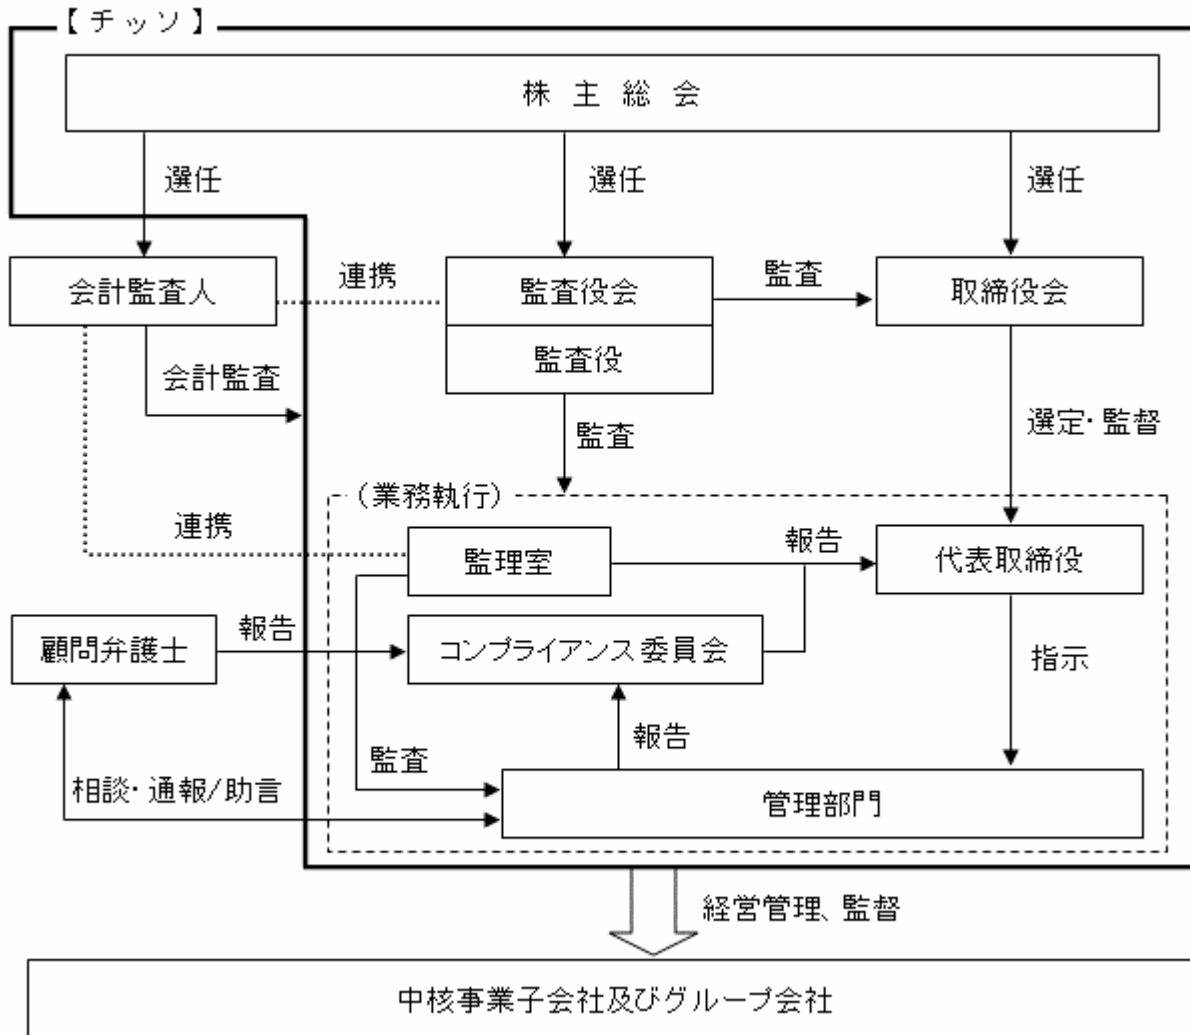 【チッソ】
株主総会
選任
選任
選任
会計監査人
連携
監査役会
監査
取締役会
監査役
会計監査
監査
選定・監督
(業務執行)
連携
監理室
報告
代表取締役
顧問弁護士
報告
コンプライアンス委員会
指示
報告
監査
相談・通報/助言
管理部門
経営管理、監督
中核事業子会社及びグループ会社